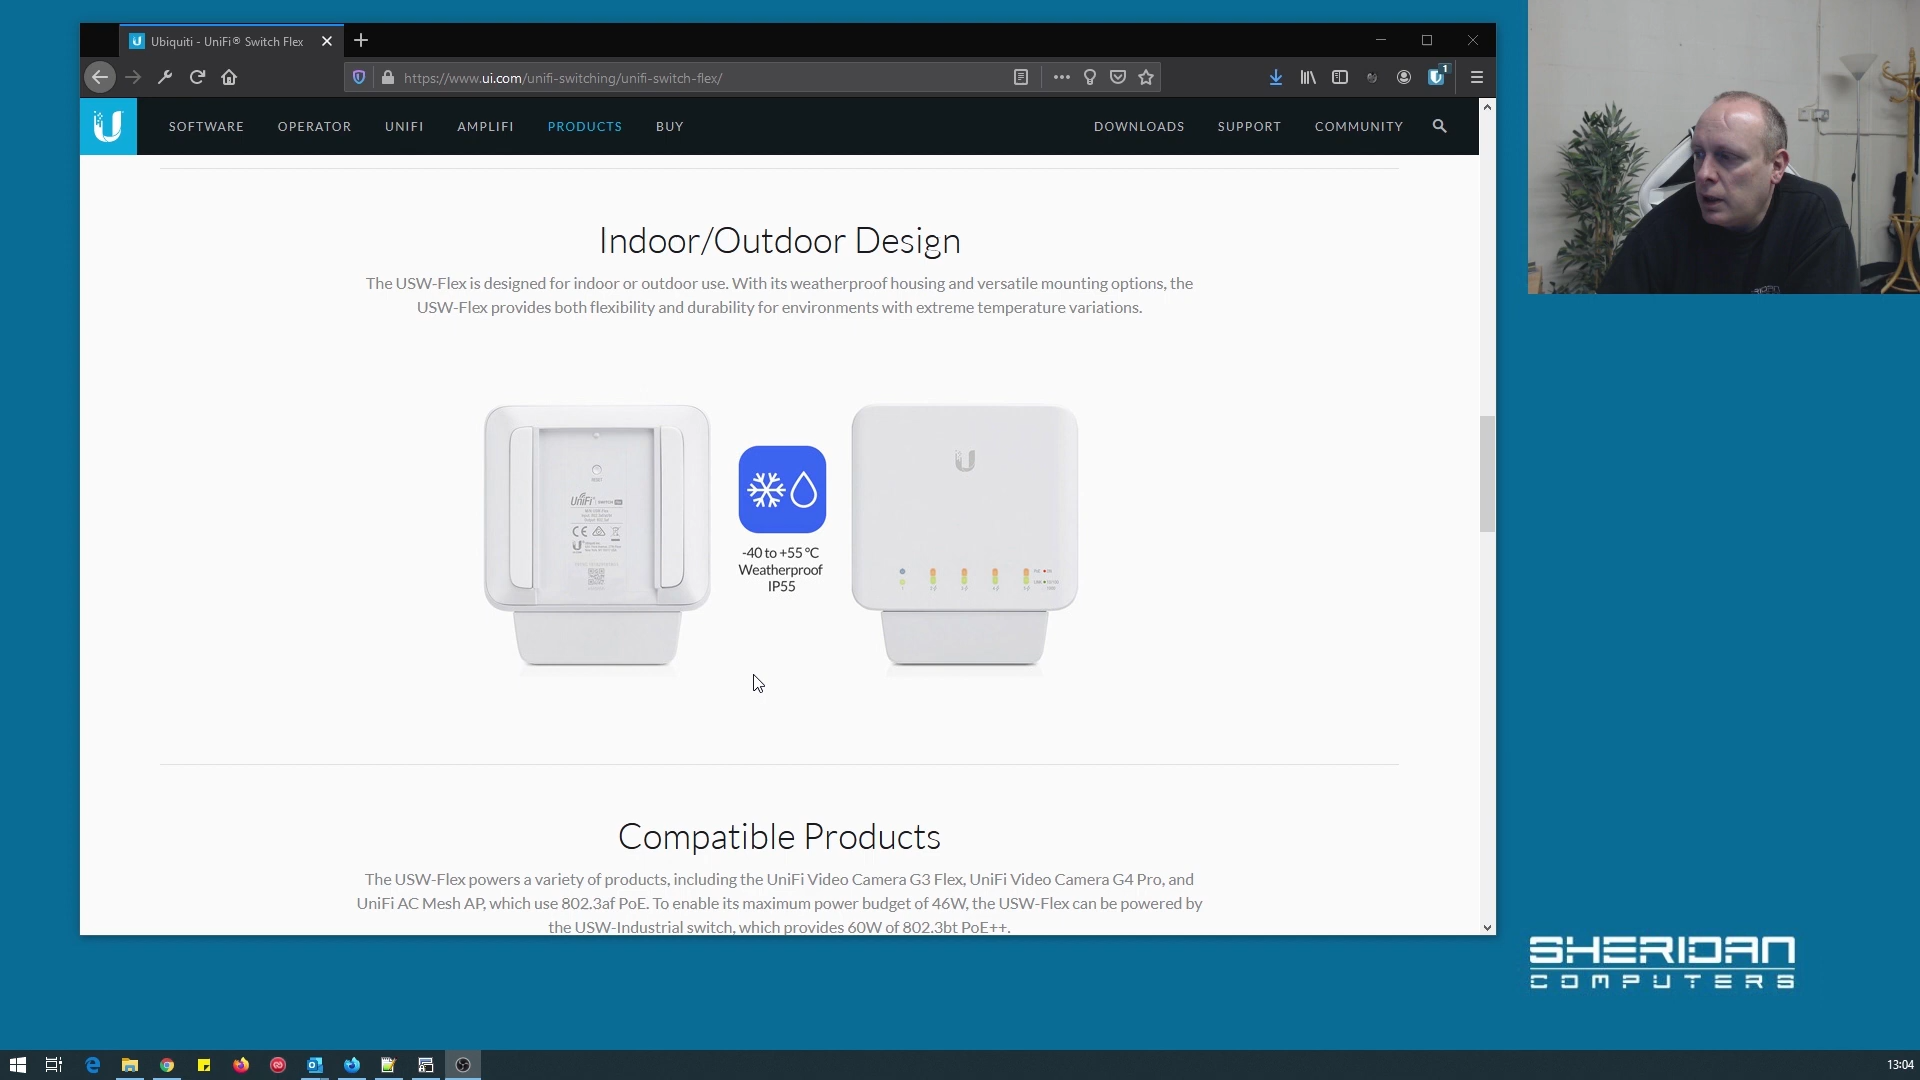 Ubiquiti - UniFi® Switch Flex
https://www.ui.com/unifi-switching/unifi-switch-flex/
1
SOFTWARE OPERATOR UNIFI AMPLIFI PRODUCTS BUY DOWNLOADS SUPPORT COMMUNITY
Indoor/Outdoor Design
The USW-Flex is designed for indoor or outdoor use. With its weatherproof housing and versatile mounting options, the
USW-Flex provides both flexibility and durability for environments with extreme temperature variations.
UniFi SWITCH
-40 to +55 °C
Weatherproof
IP55
Compatible Products
The USW-Flex powers a variety of products, including the UniFi Video Camera G3 Flex, UniFi Video Camera G4 Pro, and
UniFi AC Mesh AP, which use 802.3af PoE. To enable its maximum power budget of 46W, the USW-Flex can be powered by
the USW-Industrial switch, which provides 60W of 802.3bt PoE++.
SHERIDAN
COMPUTERS
13:04